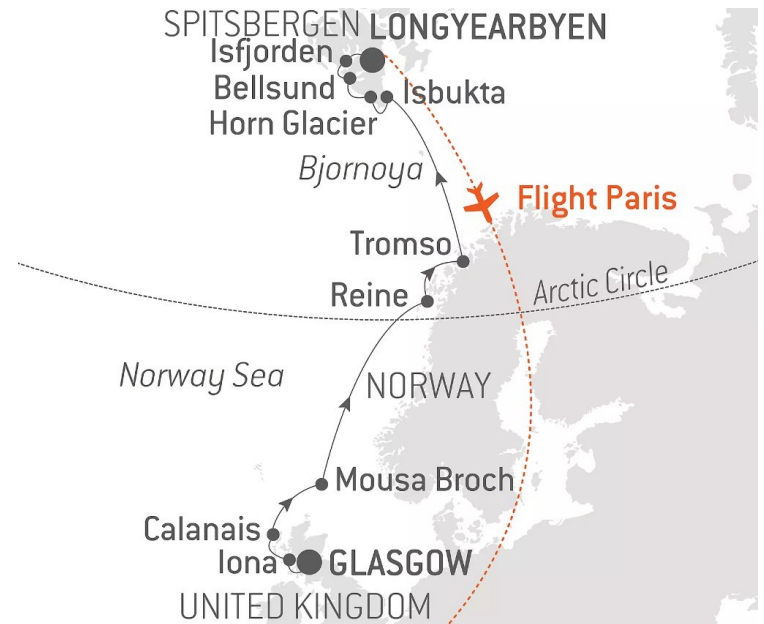 SPITSBERGEN LONGYEARBYEN
Isfjorden
Bellsund
Isbukta
Horn Glacier
Bjornoya
Flight Paris
Tromso
Reine
Arctic Circle
Norway Sea
NORWAY
Mousa Broch
Calanais
Iona
GLASGOW
UNITED KINGDOM